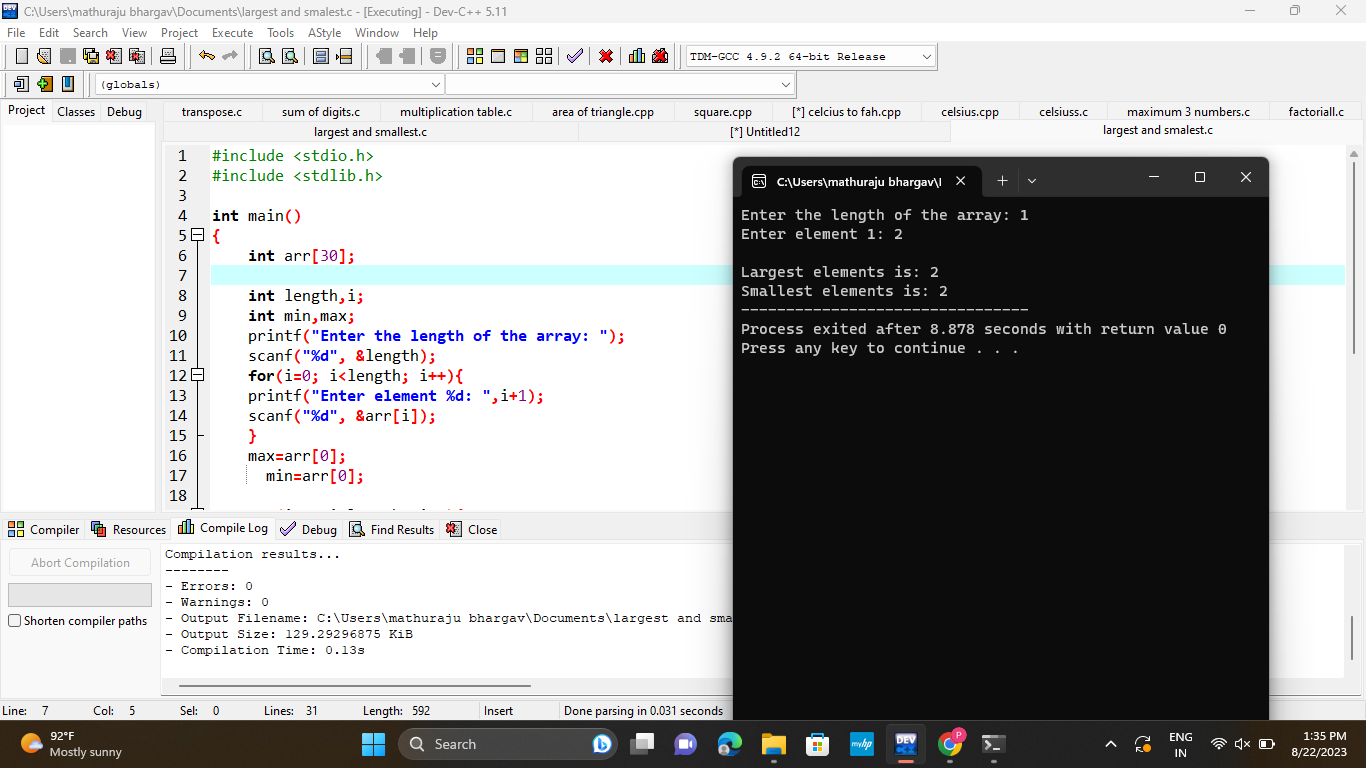 C:\Users\mathuraju bhargav\Documents\largest and smalest.c - [Executing] - Dev-C++ 5.11
File Edit Search View Project Execute Tools AStyle Window Help
TDM-GCC 4.9.2 64-bit Release
(globals)
Project Classes Debug
transpose.c sum of digits.c multiplication table.c area of triangle.cpp square.cpp [*] celcius to fah.cpp celsius.cpp celsiuss.c maximum 3 numbers.c factoriall.c
largest and smallest.c [*] Untitled12 largest and smalest.c
1 #include <stdio.h>
2 #include <stdlib.h>
3
4 int main()
5 {
6 int arr[30];
7
8 int length,i;
9 int min,max;
10 printf("Enter the length of the array: ");
11 scanf("%d", &length);
12 for(i=0; i<length; i++){
13 printf("Enter element %d: ",i+1);
14 scanf("%d", &arr[i]);
15 }
16 max=arr[0];
17 min=arr[0];
18
C:\Users\mathuraju bhargav\
Enter the length of the array: 1
Enter element 1: 2
Largest elements is: 2
Smallest elements is: 2
--------------------------------
Process exited after 8.878 seconds with return value 0
Press any key to continue . . .
Compiler Resources Compile Log Debug Find Results Close
Abort Compilation
Shorten compiler paths
Compilation results...
--------
- Errors: 0
- Warnings: 0
- Output Filename: C:\Users\mathuraju bhargav\Documents\largest and sma
- Output Size: 129.29296875 KiB
- Compilation Time: 0.13s
Line: 7 Col: 5 Sel: 0 Lines: 31 Length: 592 Insert Done parsing in 0.031 seconds
92°F
Mostly sunny
Search
myhp
DEV
P
ENG
IN
1:35 PM
8/22/2023